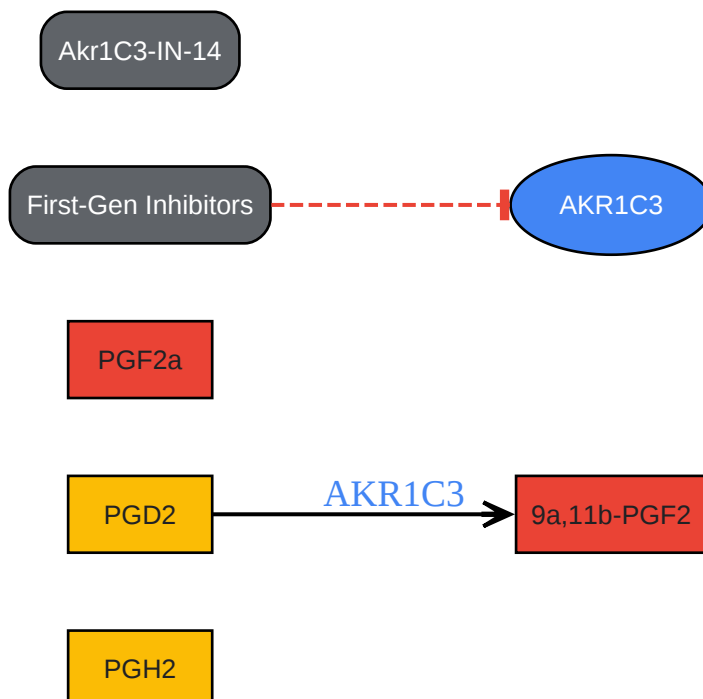 Akr1C3-IN-14
First-Gen Inhibitors
AKR1C3
PGF2a
PGD2
AKR1C3
9a,11b-PGF2
PGH2